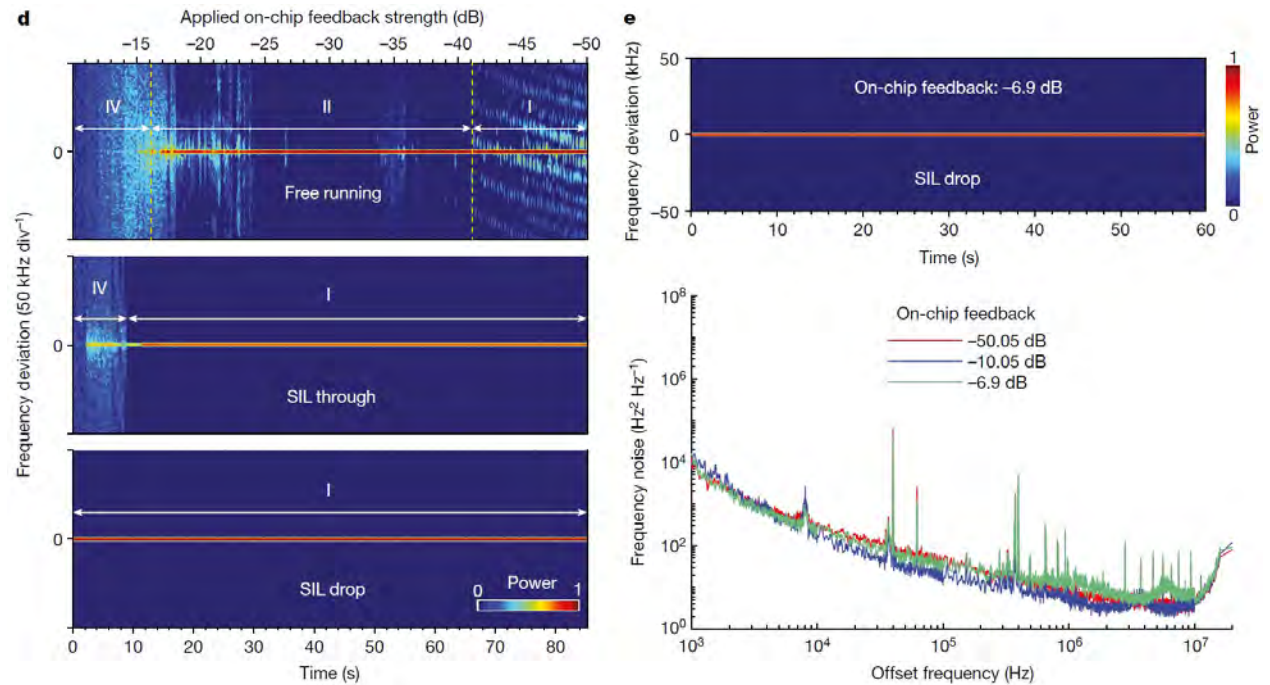 d
Applied on-chip feedback strength (dB)
−15 −21 −26 −30 −35 −41 −45 −50
IV II I
0
Free running
IV I
0
SIL through
I
0
SIL drop
Power
0 1
0 10 20 30 40 50 60 70 80
Time (s)
Frequency deviation (50 kHz div−1)
e
50
0
−50
Frequency deviation (kHz)
On-chip feedback: −6.9 dB
SIL drop
0 10 20 30 40 50 60
Time (s)
1
Power
0
10⁸
10⁶
10⁴
10²
10⁰
Frequency noise (Hz² Hz−1)
On-chip feedback
−50.05 dB
−10.05 dB
−6.9 dB
10³ 10⁴ 10⁵ 10⁶ 10⁷
Offset frequency (Hz)